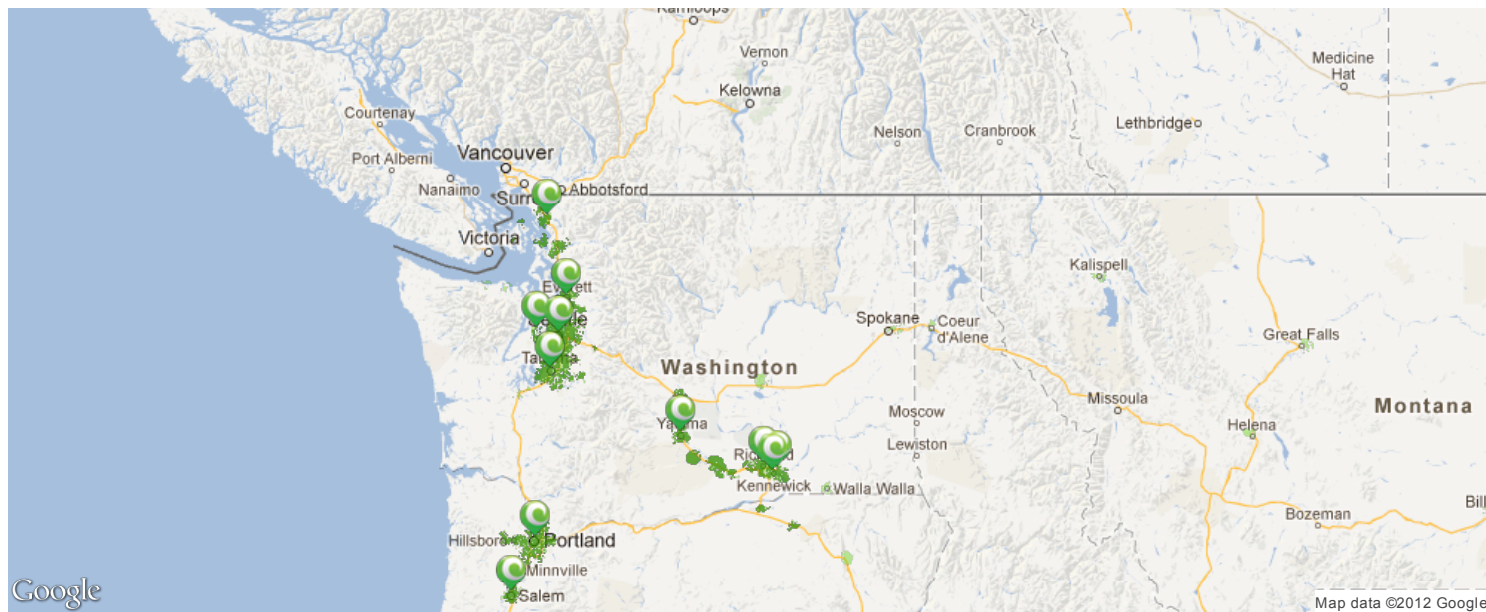 Kamloops
Vernon
Medicine
Hat
Kelowna
Courtenay
Lethbridge
Nelson
Cranbrook
Vancouver
Port Alberni
Nanaimo
Abbotsford
Surr
Victoria
Kalispell
Everett
Spokane
Coeur
d'Alene
Great Falls
Washington
Missoula
Montana
Moscow
Helena
Lewiston
Kennewick
Walla Walla
Bozeman
Bill
Hillsboro
Portland
Minnville
Salem
Google
Map data ©2012 Google